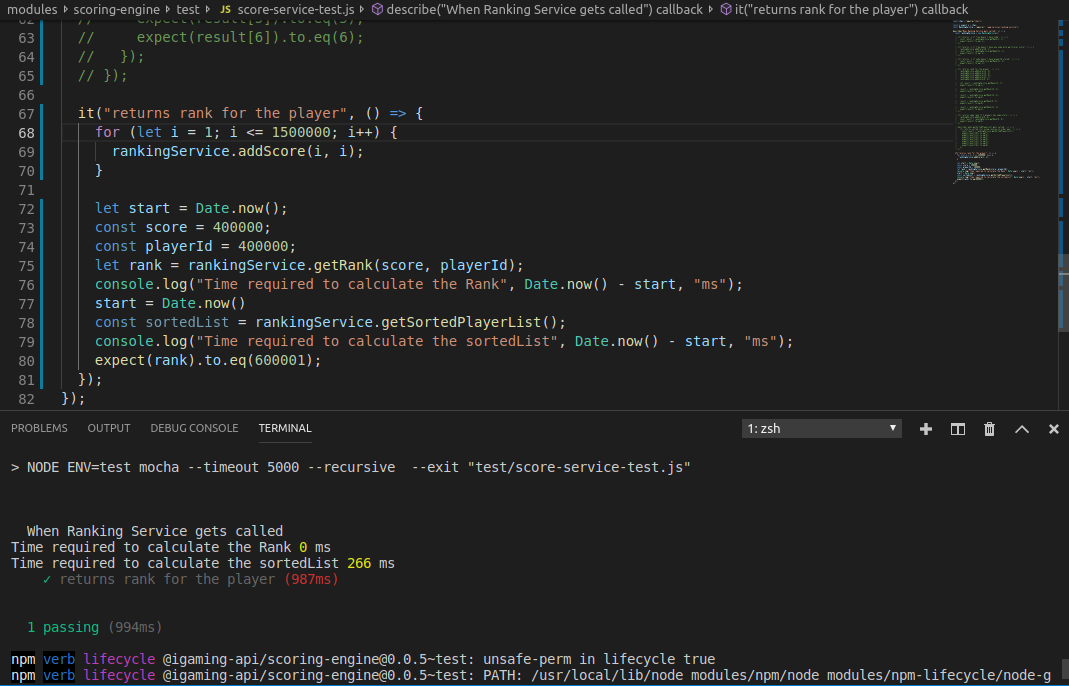 modules › scoring-engine › test › JS score-service-test.js › describe("When Ranking Service gets called") callback › it("returns rank for the player") callback
62 //     expect(result[5]).to.eq(5);
63 //     expect(result[6]).to.eq(6);
64 //   });
65 // });
66
67 it("returns rank for the player", () => {
68 for (let i = 1; i <= 1500000; i++) {
69 rankingService.addScore(i, i);
70 }
71
72 let start = Date.now();
73 const score = 400000;
74 const playerId = 400000;
75 let rank = rankingService.getRank(score, playerId);
76 console.log("Time required to calculate the Rank", Date.now() - start, "ms");
77 start = Date.now()
78 const sortedList = rankingService.getSortedPlayerList();
79 console.log("Time required to calculate the sortedList", Date.now() - start, "ms");
80 expect(rank).to.eq(600001);
81 });
82 });
PROBLEMS OUTPUT DEBUG CONSOLE TERMINAL 1: zsh
> NODE ENV=test mocha --timeout 5000 --recursive  --exit "test/score-service-test.js"
When Ranking Service gets called
Time required to calculate the Rank 0 ms
Time required to calculate the sortedList 266 ms
✓ returns rank for the player (987ms)
1 passing (994ms)
npm verb lifecycle @igaming-api/scoring-engine@0.0.5~test: unsafe-perm in lifecycle true
npm verb lifecycle @igaming-api/scoring-engine@0.0.5~test: PATH: /usr/local/lib/node modules/npm/node modules/npm-lifecycle/node-g